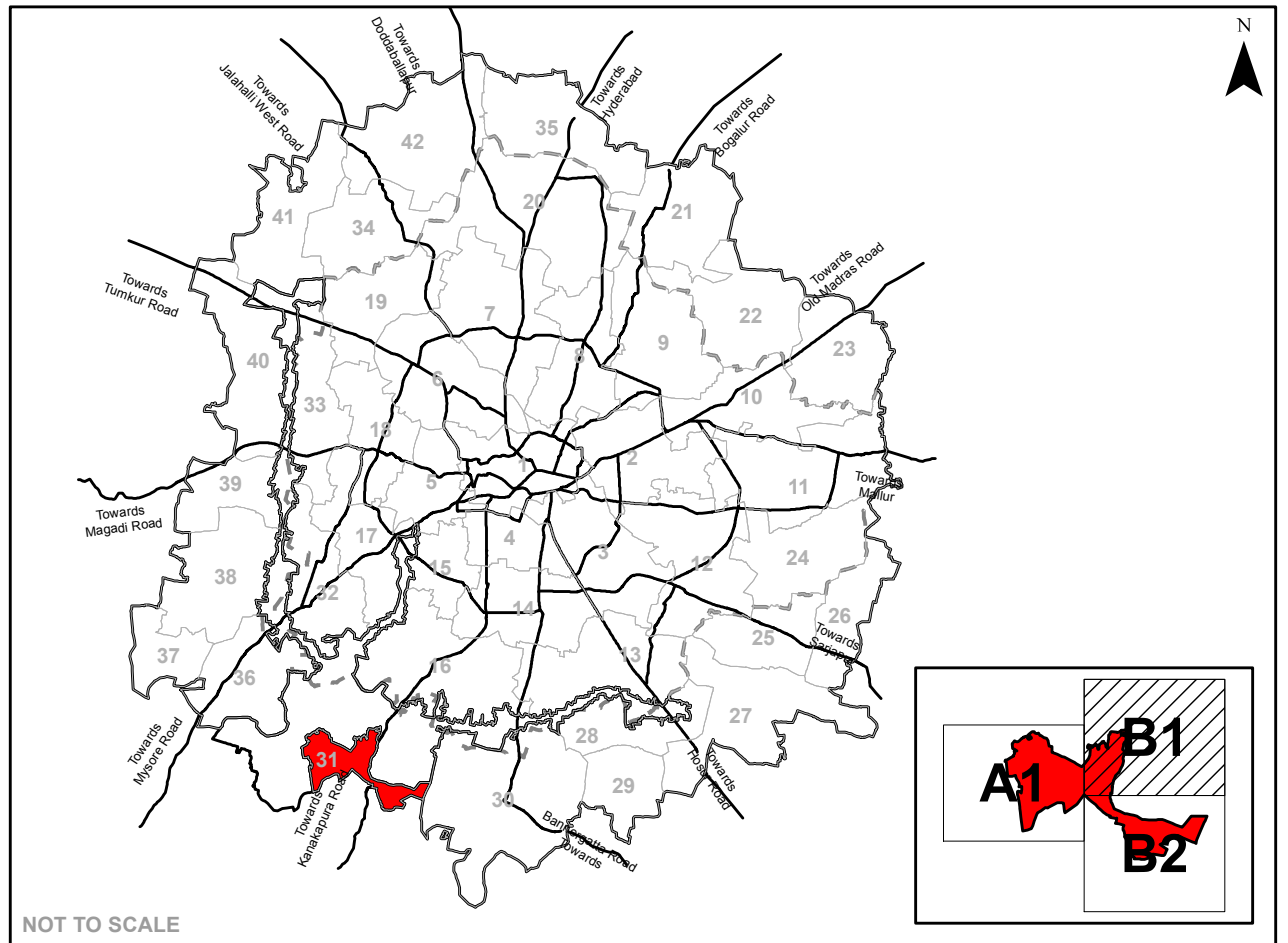 N
Towards
Doddaballapur
Towards
Jalahalli West Road
Towards
Hyderabad
Towards
Bogalur Road
42
35
20
21
41
34
Towards
Tumkur Road
Towards
Old Madras Road
19
7
22
9
23
40
8
6
33
10
18
1
2
5
39
11
Towards
Mallur
Towards
Magadi Road
17
4
3
24
38
15
12
32
14
26
25
Towards
Sarjapur
37
36
16
13
27
28
Towards
Mysore Road
31
29
30
Towards
Kanakapura Road
Towards
Hosur Road
Bannergatta Road
Towards
A1
B1
B2
NOT TO SCALE